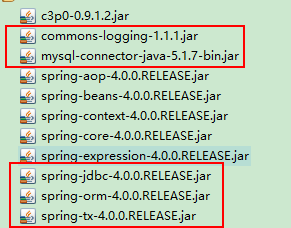 c3p0-0.9.1.2.jar
commons-logging-1.1.1.jar
mysql-connector-java-5.1.7-bin.jar
spring-aop-4.0.0.RELEASE.jar
spring-beans-4.0.0.RELEASE.jar
spring-context-4.0.0.RELEASE.jar
spring-core-4.0.0.RELEASE.jar
spring-expression-4.0.0.RELEASE.jar
spring-jdbc-4.0.0.RELEASE.jar
spring-orm-4.0.0.RELEASE.jar
spring-tx-4.0.0.RELEASE.jar